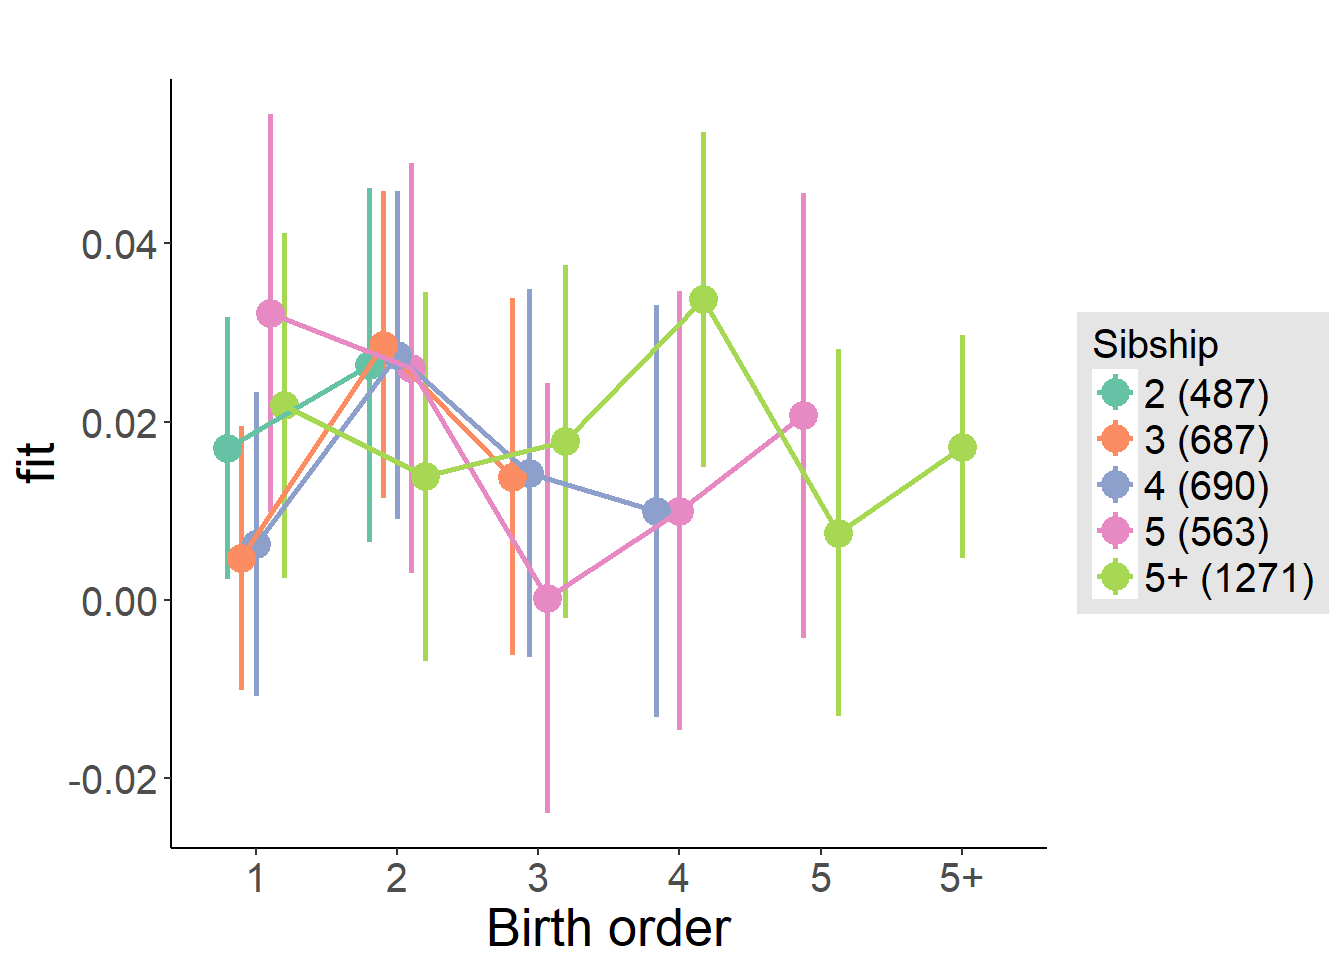 fit
0.04
0.02
0.00
-0.02
1 2 3 4 5 5+
Birth order
Sibship
2 (487)
3 (687)
4 (690)
5 (563)
5+ (1271)